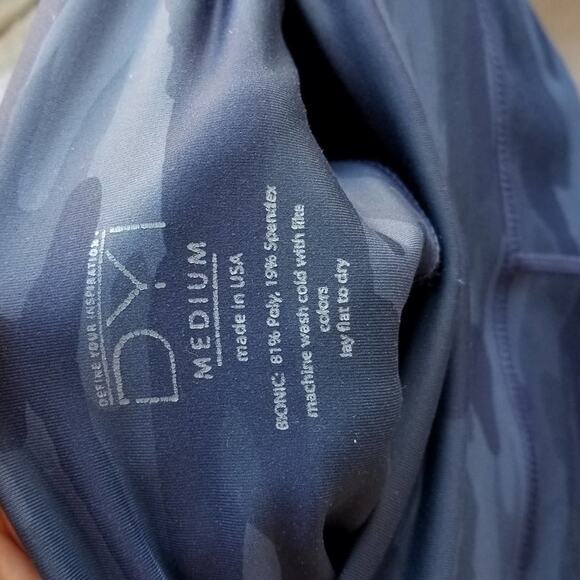 DEFINE YOUR INSPIRATION
DYI
MEDIUM
made in USA
BIONIC: 81% Poly, 19% Spandex
machine wash cold with like
colors
lay flat to dry